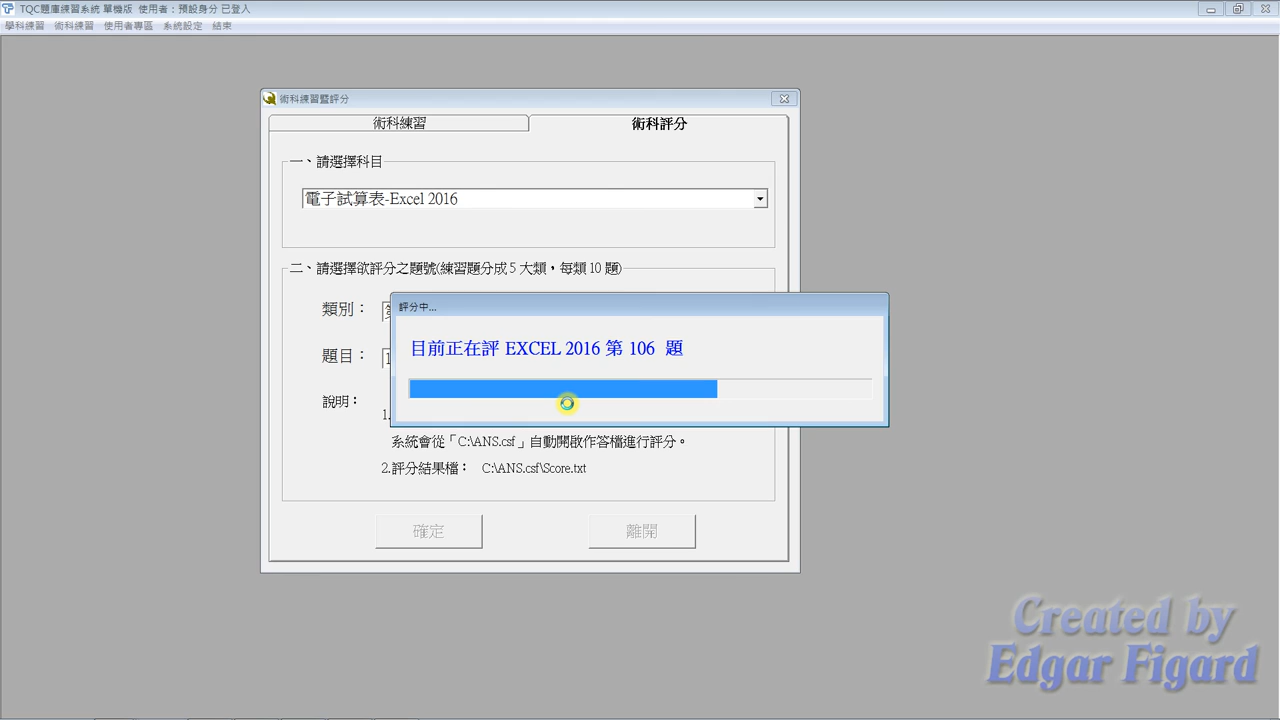 TQC題庫練習系統 單機版 使用者：預設身分 已登入
學科練習 術科練習 使用者專區 系統設定 結束
術科練習暨評分
術科練習 術科評分
一、請選擇科目
電子試算表-Excel 2016
二、請選擇欲評分之題號(練習題分成 5 大類，每類 10 題)
類別：
評分中...
目前正在評 EXCEL 2016 第 106 題
題目：
說明：
1.
系統會從「C:\ANS.csf」自動開啟作答檔進行評分。
2.評分結果檔： C:\ANS.csf\Score.txt
確定 離開
Created by
Edgar Figard